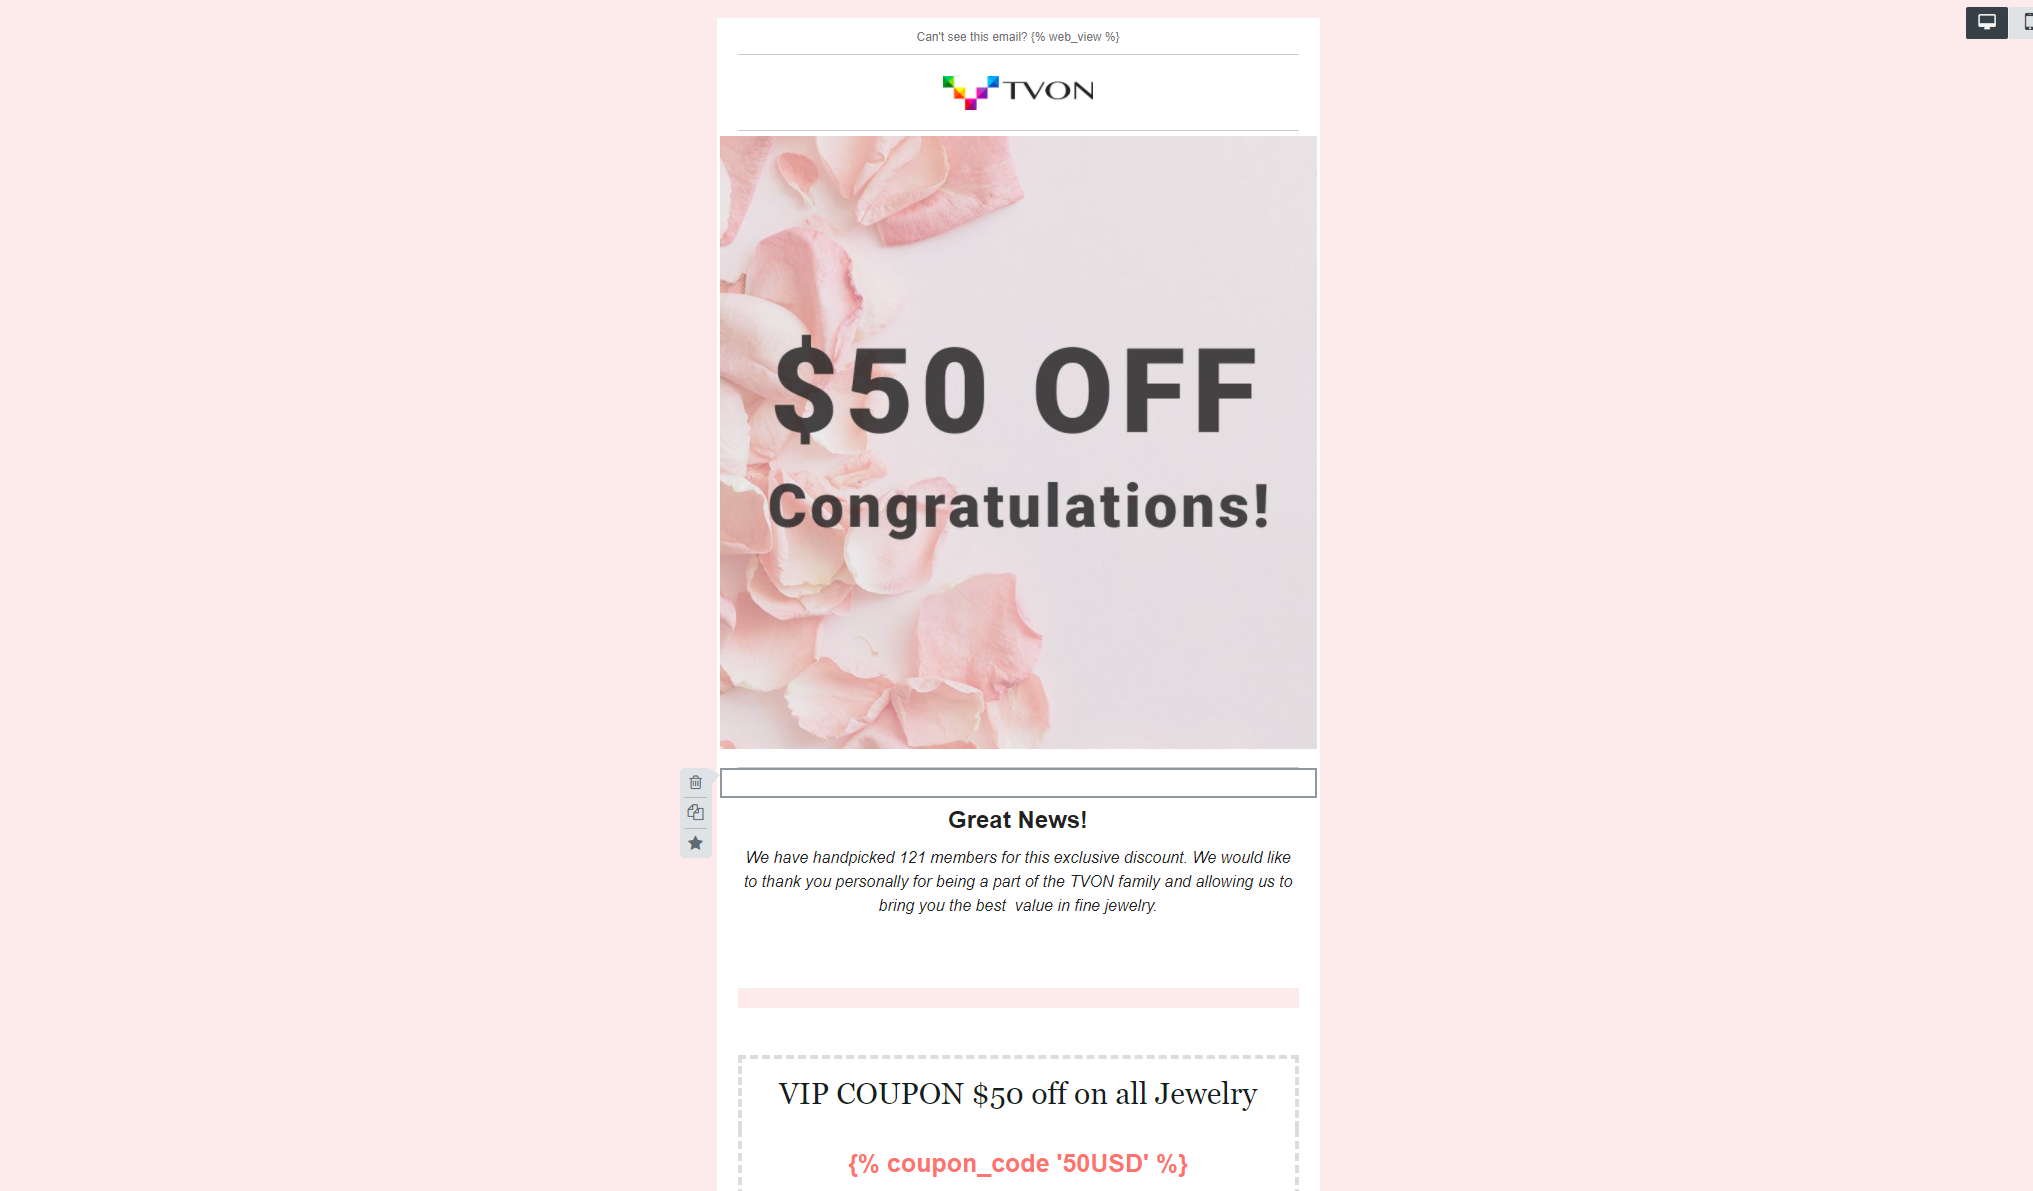 Can't see this email? {% web_view %}
TVON
$50 OFF
Congratulations!
Great News!
We have handpicked 121 members for this exclusive discount. We would like
to thank you personally for being a part of the TVON family and allowing us to
bring you the best  value in fine jewelry.
VIP COUPON $50 off on all Jewelry
{% coupon_code '50USD' %}